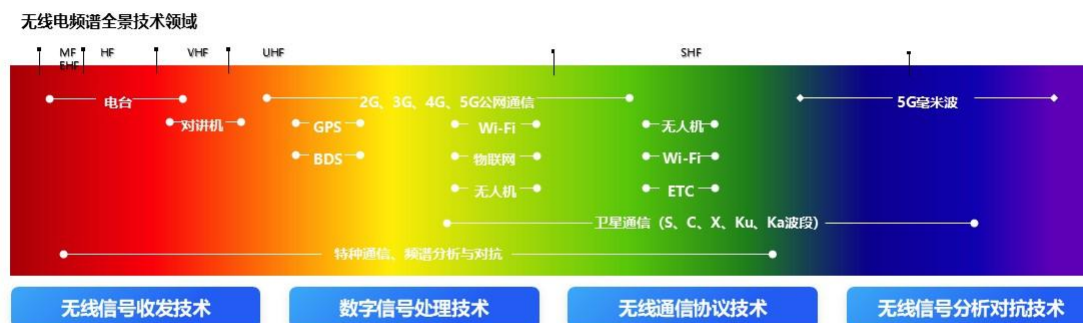 无线电频谱全景技术领域
MF HF VHF UHF SHF
EHF
电台 2G、3G、4G、5G公网通信 5G毫米波
对讲机 GPS Wi-Fi 无人机
BDS 物联网 Wi-Fi
无人机 ETC
卫星通信（S、C、X、Ku、Ka波段）
特种通信、频谱分析与对抗
无线信号收发技术 数字信号处理技术 无线通信协议技术 无线信号分析对抗技术